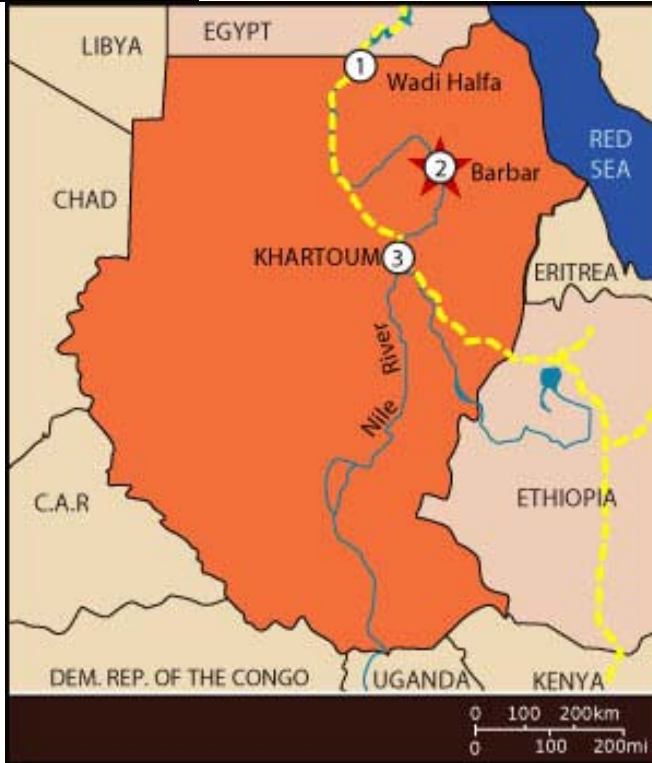 LIBYA
EGYPT
1
Wadi Halfa
RED
SEA
2
Barbar
CHAD
KHARTOUM
3
ERITREA
Nile River
C.A.R
ETHIOPIA
DEM. REP. OF THE CONGO
UGANDA
KENYA
0 100 200km
0 100 200mi